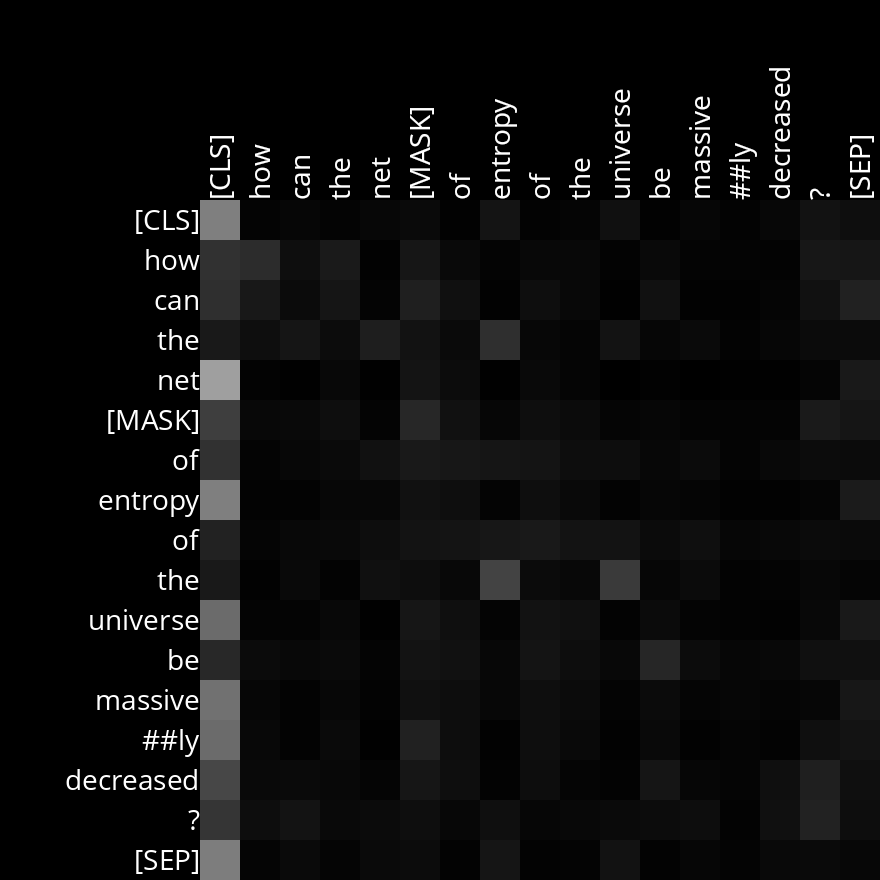 [CLS] how can the net [MASK] of entropy of the universe be massive ##ly decreased ? [SEP]
[CLS]
how
can
the
net
[MASK]
of
entropy
of
the
universe
be
massive
##ly
decreased
?
[SEP]